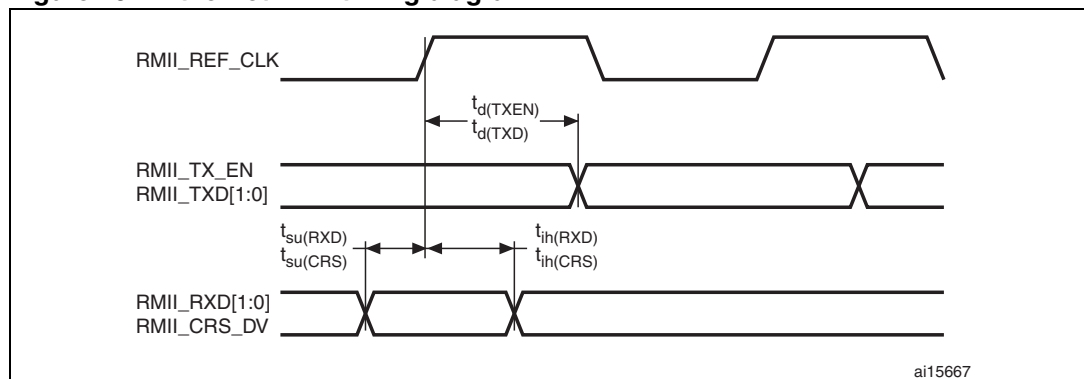 RMII_REF_CLK
td(TXEN)
td(TXD)
RMII_TX_EN
RMII_TXD[1:0]
tsu(RXD)
tsu(CRS)
tih(RXD)
tih(CRS)
RMII_RXD[1:0]
RMII_CRS_DV
ai15667